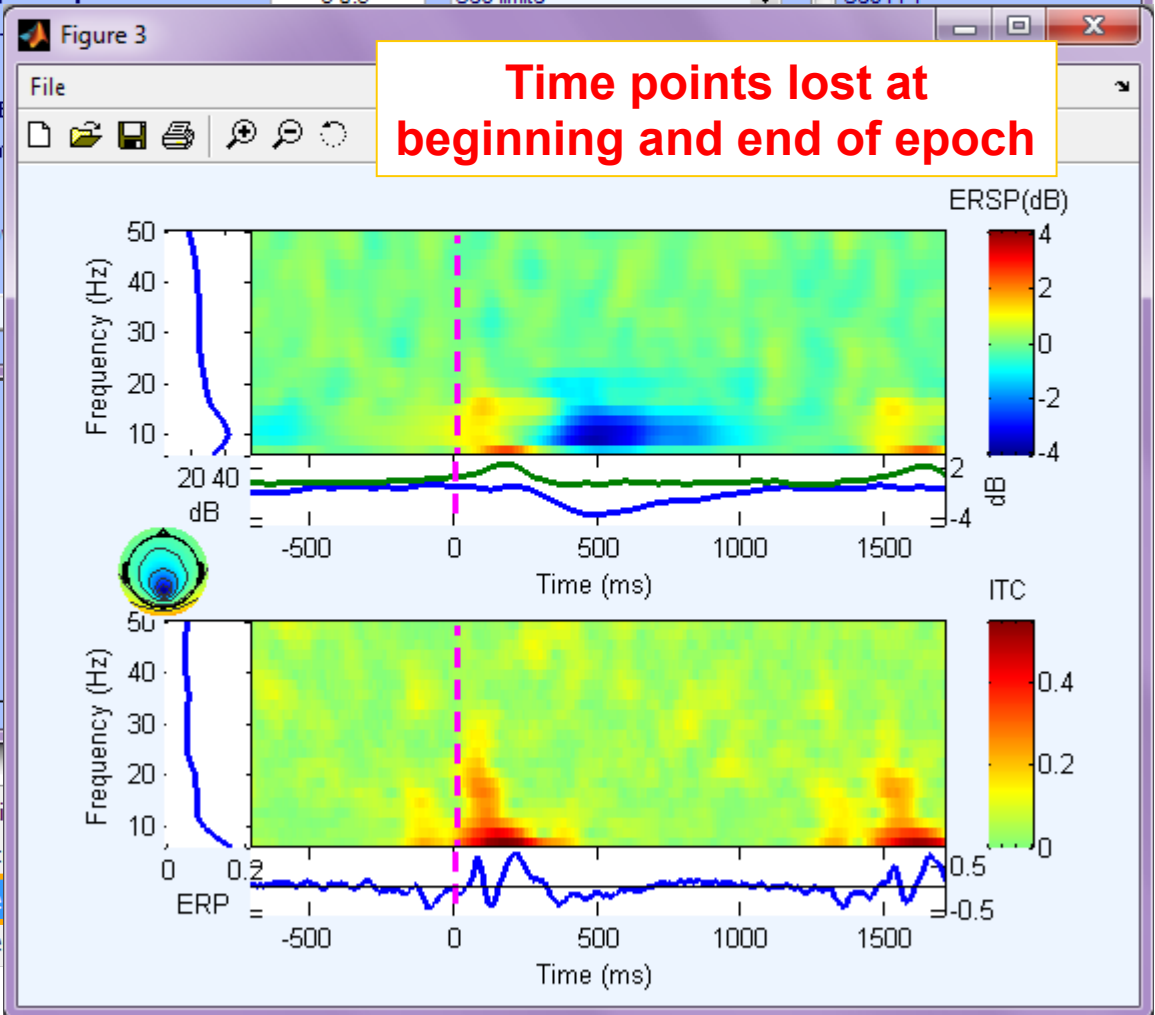 Figure 3
File
Time points lost at
beginning and end of epoch
ERSP(dB)
50
40
30
20
10
Frequency (Hz)
4
2
0
-2
-4
20 40
dB
2
-4
dB
-500 0 500 1000 1500
Time (ms)
ITC
50
40
30
20
10
Frequency (Hz)
0.4
0.2
0
0 0.2
ERP
0.5
-0.5
-500 0 500 1000 1500
Time (ms)